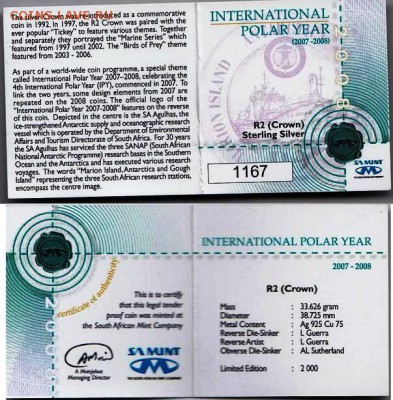 The silver Crown was introduced as a commemorative
coin in 1992. In 1997, the R2 Crown was paired with the
ever popular "Tickey" to feature various themes. Together
and separately they portrayed the "Marine Series" which
featured from 1997 until 2002. The "Birds of Prey" theme
featured from 2003 - 2006.
As part of a world-wide coin programme, a special theme
called International Polar Year 2007-2008, celebrating the
4th International Polar Year (IPY), commenced in 2007. To
link the two years, some design elements from 2007 are
repeated on the 2008 coins. The official logo of the
"International Polar Year 2007-2008" features on the reverse
of this coin. Depicted in the centre is the SA Agulhas, the
ice-strengthened Antarctic supply and oceanographic research
vessel which is operated by the Department of Environmental
Affairs and Tourism Directorate of South Africa. For 30 years
the SA Agulhas has serviced the three SANAP (South African
National Antarctic Programme) research bases in the Southern
Ocean and the Antarctica and has executed various research
voyages. The words "Marion Island, Antarctica and Gough
Island" representing the three South African research stations,
encompass the centre image.
INTERNATIONAL
POLAR YEAR
(2007-2008)
2008
MARION ISLAND
R2 (Crown)
Sterling Silver
1167
SA MINT
certificate of authenticity
This is to certify
that this legal tender
proof coin was minted at
the South African Mint Company
A Mvinjelwa
Managing Director
SA MINT
THE SOUTH AFRICAN MINT COMPANY
INTERNATIONAL POLAR YEAR
2007 - 2008
R2 (Crown)
Mass : 33.626 gram
Diameter : 38.725 mm
Metal Content : Ag 925 Cu 75
Reverse Die-Sinker : L Guerra
Reverse Artist : L Guerra
Obverse Die-Sinker : AL Sutherland
Limited Edition : 2 000